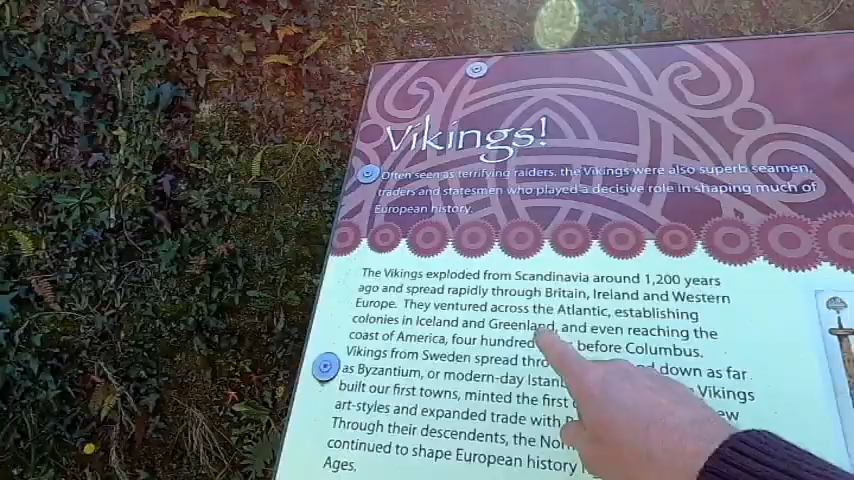 Vikings!
Often seen as terrifying raiders, the Vikings were also superb seamen,
traders and statesmen who played a decisive role in shaping much of
European history.
The Vikings exploded from Scandinavia around 1,200 years
ago and spread rapidly through Britain, Ireland and Western
Europe. They ventured across the Atlantic, establishing
colonies in Iceland and Greenland, and even reaching the
coast of America, four hundred before Columbus.
Vikings from Sweden spread down as far
as Byzantium, or modern-day Vikings
built our first towns, minted the first
art-styles and expanded trade with
Through their descendents, the
continued to shape European history
Ages.